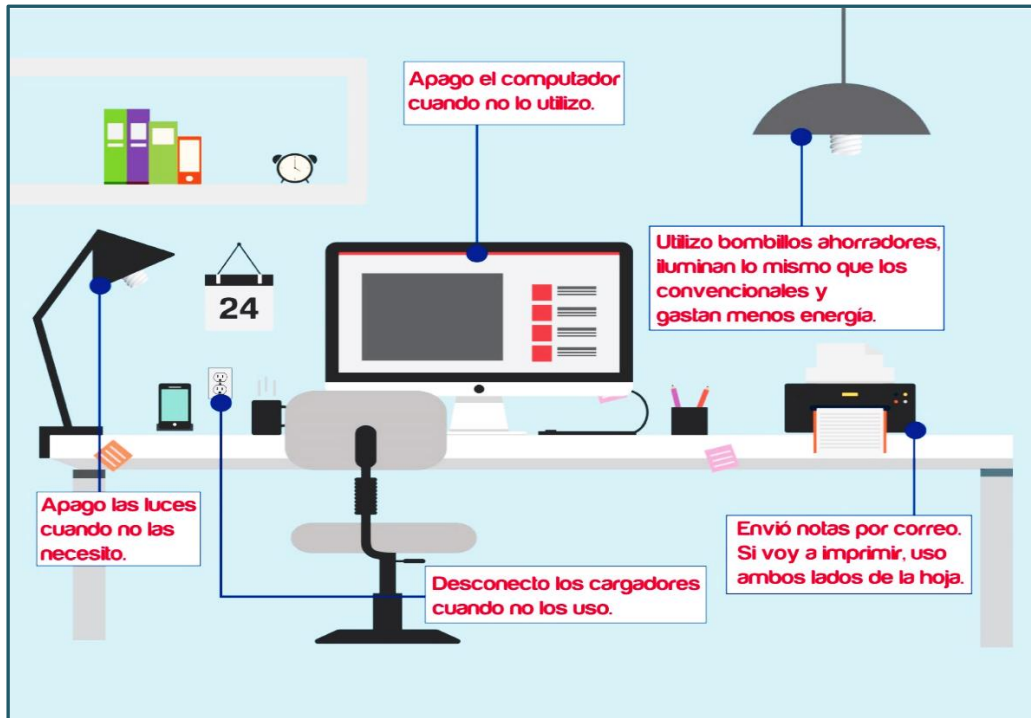 Apago el computador
cuando no lo utilizo.
Utilizo bombillos ahorradores,
iluminan lo mismo que los
convencionales y
gastan menos energía.
24
Apago las luces
cuando no las
necesito.
Desconecto los cargadores
cuando no los uso.
Envió notas por correo.
Si voy a imprimir, uso
ambos lados de la hoja.